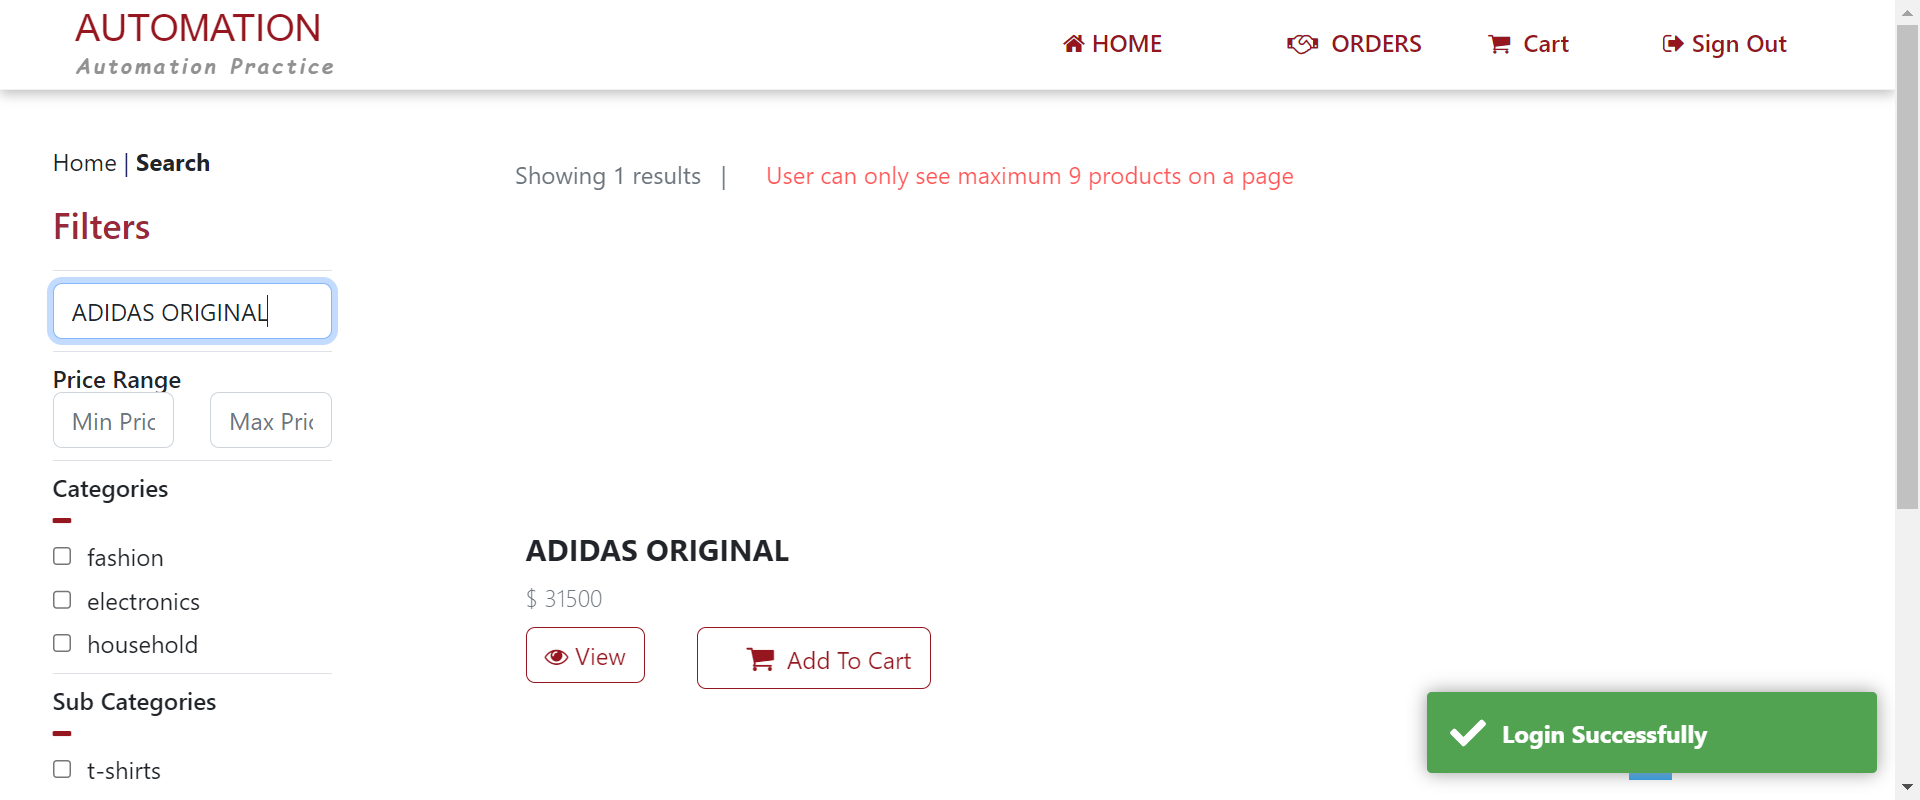 AUTOMATION
Automation Practice
HOME
ORDERS
Cart
Sign Out
Home | Search
Showing 1 results |
User can only see maximum 9 products on a page
Filters
ADIDAS ORIGINAL
Price Range
Min Pric
Max Pric
Categories
fashion
electronics
household
Sub Categories
t-shirts
ADIDAS ORIGINAL
$ 31500
View
Add To Cart
Login Successfully